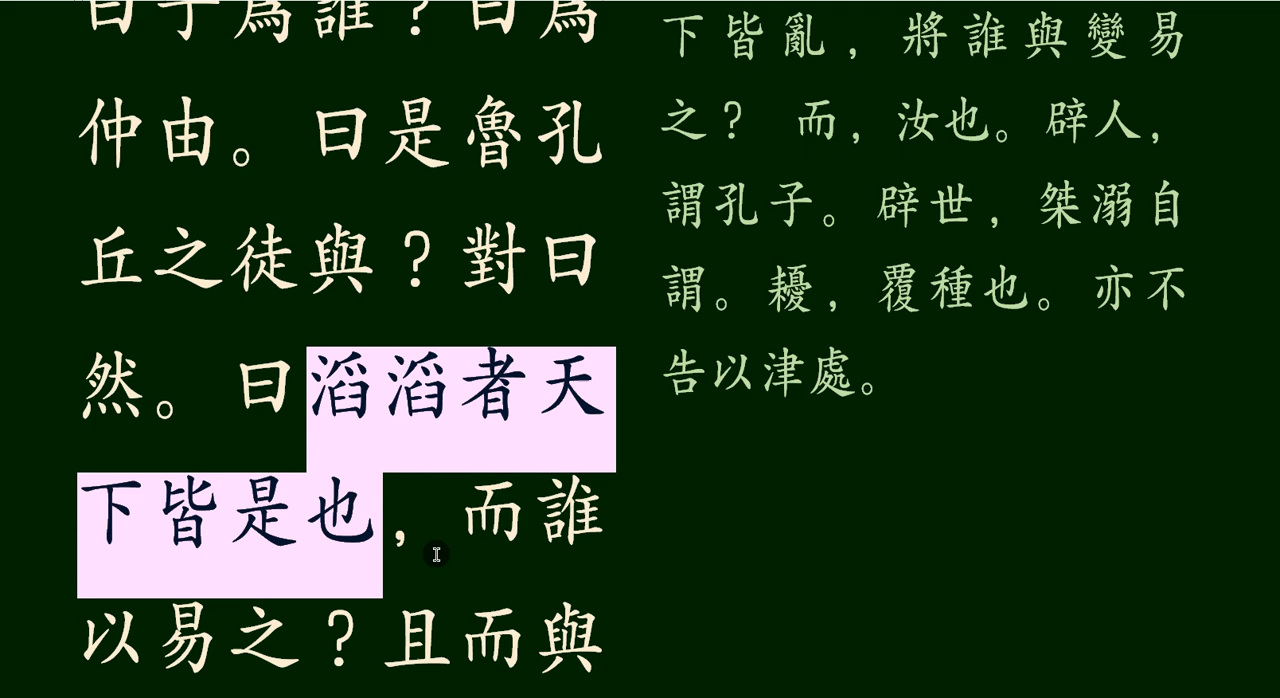 曰子為誰？曰為
仲由。 曰是魯孔
丘之徒與？對曰
然。 曰滔滔者天
下皆是也， 而誰
以易之？且而與
下皆亂， 將誰與變易
之？ 而，汝也。 辟人，
謂孔子。 辟世， 桀溺自
謂。 耰， 覆種也。 亦不
告以津處。